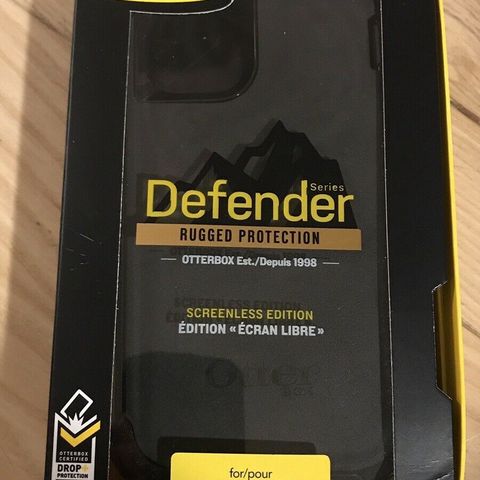 Series
Defender
RUGGED PROTECTION
OTTERBOX Est./Depuis 1998
SCREENLESS EDITION
ÉDITION « ÉCRAN LIBRE »
Otter
OTTERBOX
CERTIFIED
DROP+
PROTECTION
for/pour